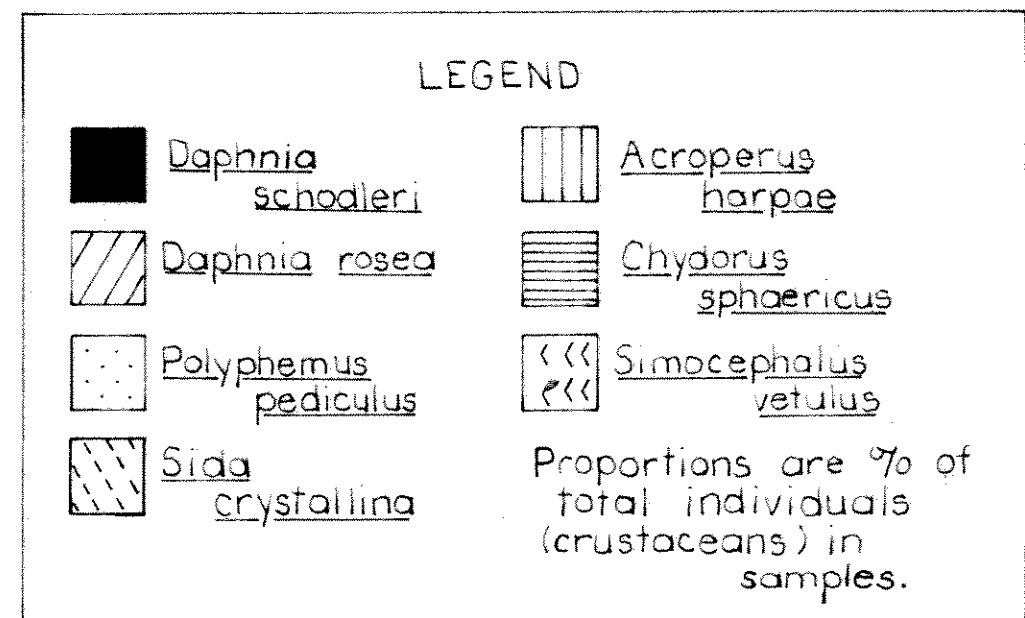 LEGEND
Daphnia
schodleri
Daphnia rosea
Polyphemus
pediculus
Sida
crystallina
Acroperus
harpae
Chydorus
sphaericus
Simocephalus
vetulus
Proportions are % of
total individuals
(crustaceans) in
samples.